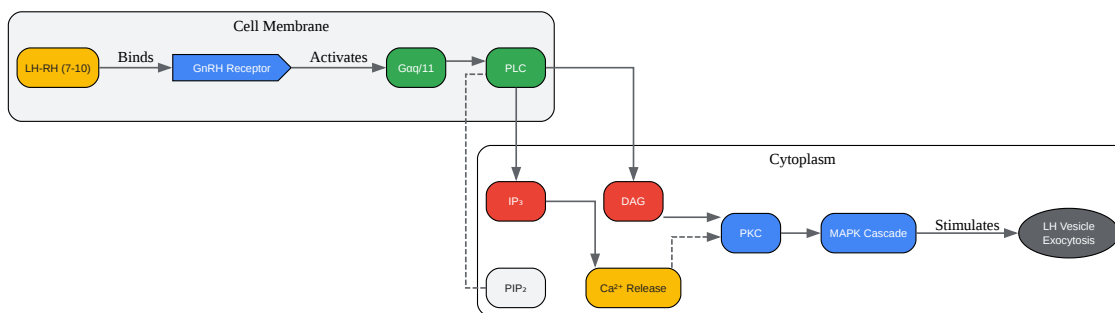 Cell Membrane
LH-RH (7-10)
Binds
GnRH Receptor
Activates
Gαq/11
PLC
Cytoplasm
IP₃
DAG
PKC
MAPK Cascade
Stimulates
LH Vesicle
Exocytosis
PIP₂
Ca²⁺ Release